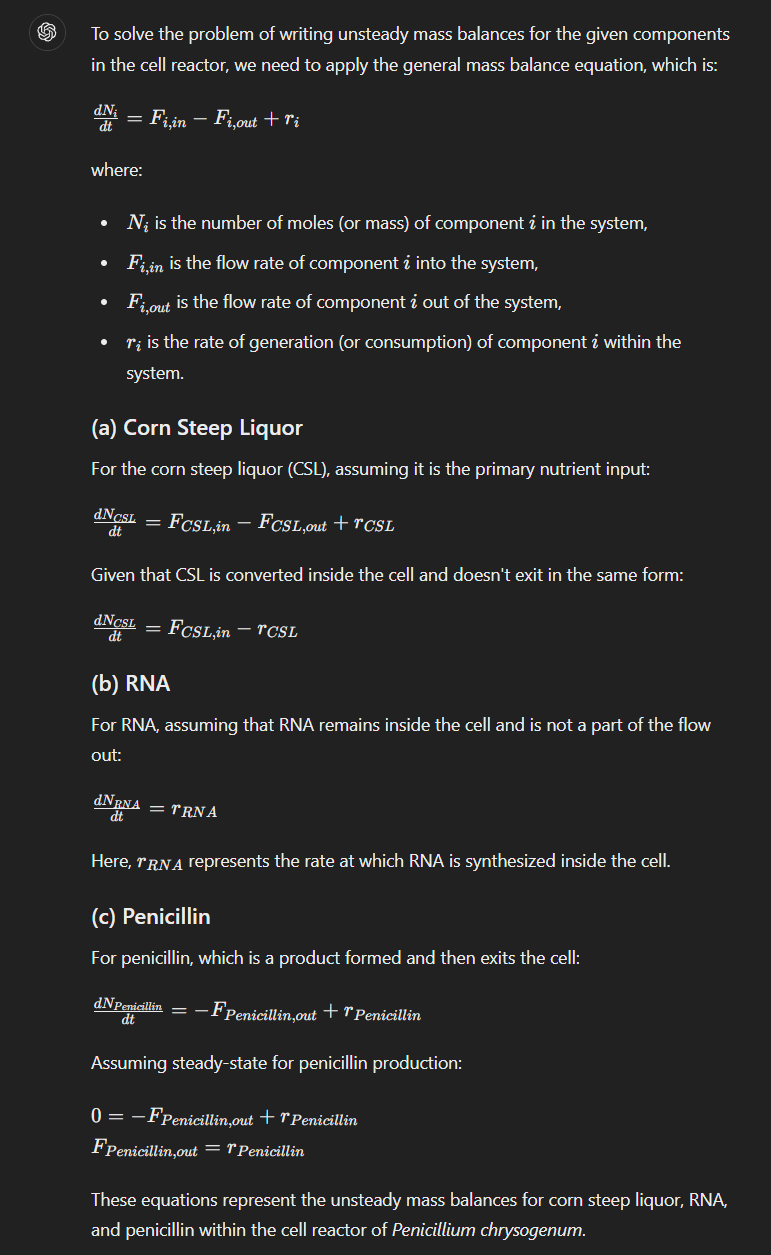 To solve the problem of writing unsteady mass balances for the given components
in the cell reactor, we need to apply the general mass balance equation, which is:
dN_i/dt = F_{i,in} − F_{i,out} + r_i
where:
• N_i is the number of moles (or mass) of component i in the system,
• F_{i,in} is the flow rate of component i into the system,
• F_{i,out} is the flow rate of component i out of the system,
• r_i is the rate of generation (or consumption) of component i within the
system.
(a) Corn Steep Liquor
For the corn steep liquor (CSL), assuming it is the primary nutrient input:
dN_{CSL}/dt = F_{CSL,in} − F_{CSL,out} + r_{CSL}
Given that CSL is converted inside the cell and doesn't exit in the same form:
dN_{CSL}/dt = F_{CSL,in} − r_{CSL}
(b) RNA
For RNA, assuming that RNA remains inside the cell and is not a part of the flow
out:
dN_{RNA}/dt = r_{RNA}
Here, r_{RNA} represents the rate at which RNA is synthesized inside the cell.
(c) Penicillin
For penicillin, which is a product formed and then exits the cell:
dN_{Penicillin}/dt = −F_{Penicillin,out} + r_{Penicillin}
Assuming steady-state for penicillin production:
0 = −F_{Penicillin,out} + r_{Penicillin}
F_{Penicillin,out} = r_{Penicillin}
These equations represent the unsteady mass balances for corn steep liquor, RNA,
and penicillin within the cell reactor of Penicillium chrysogenum.